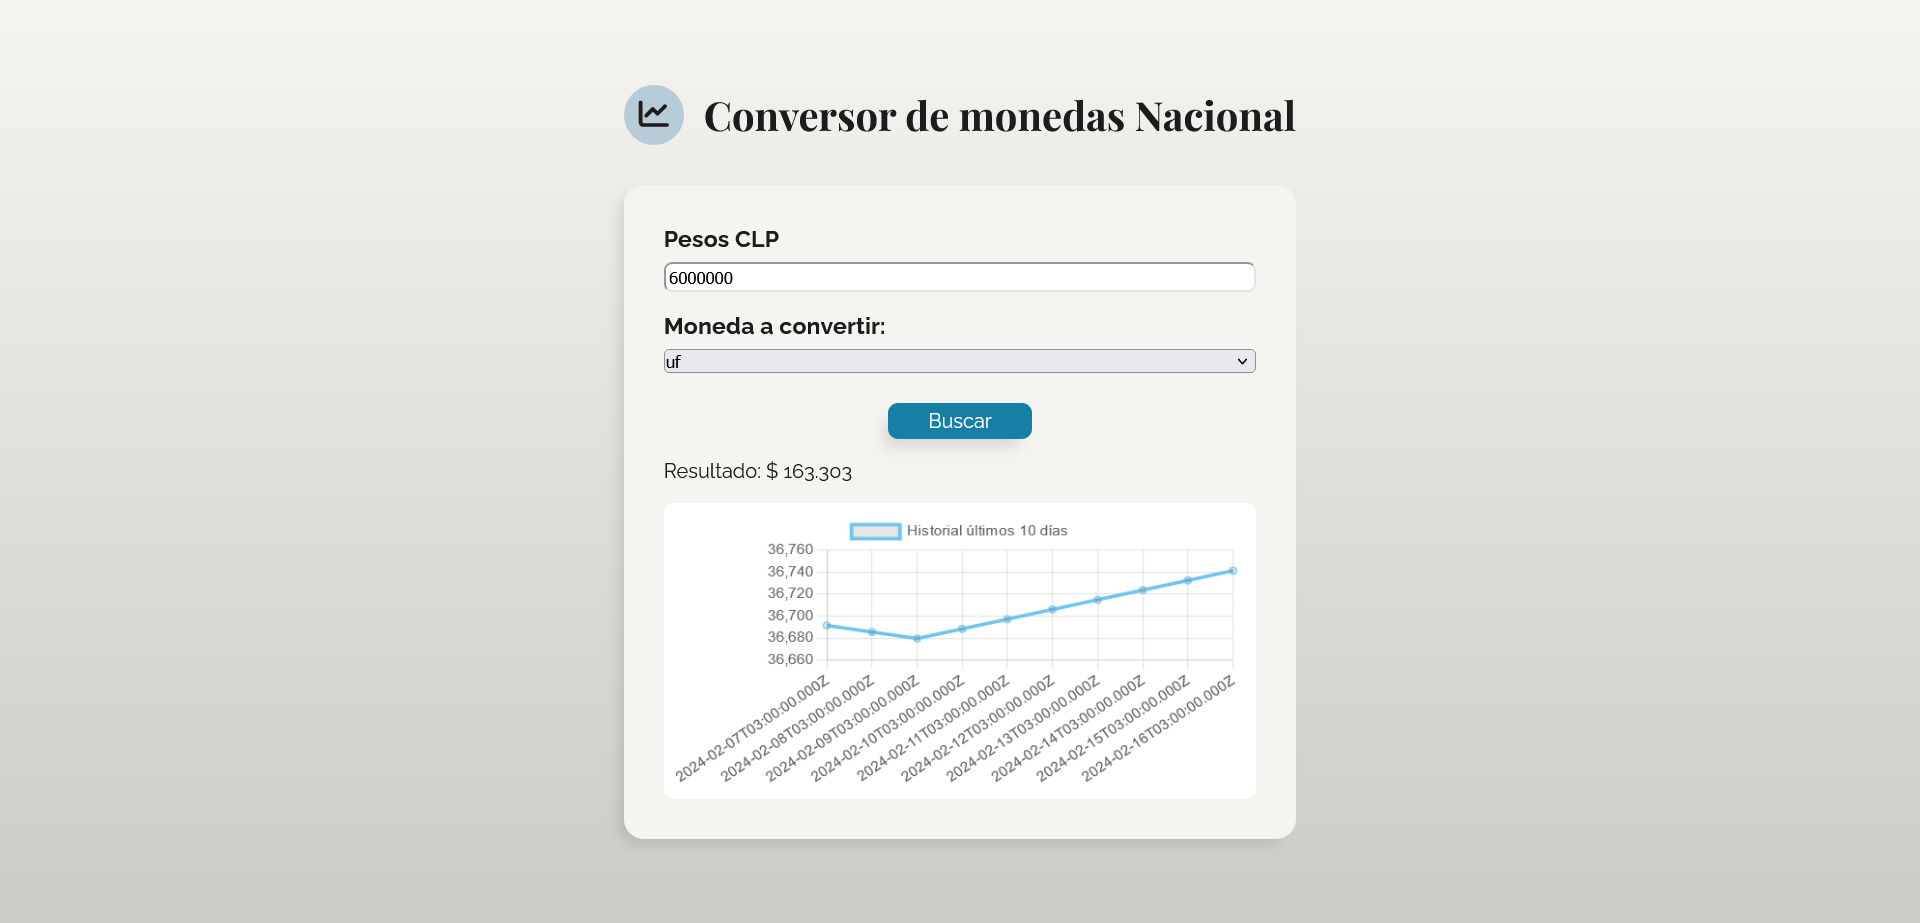 Conversor de monedas Nacional
Pesos CLP
6000000
Moneda a convertir:
uf
Buscar
Resultado: $ 163.303
Historial últimos 10 días
36,760
36,740
36,720
36,700
36,680
36,660
2024-02-07T03:00:00.000Z
2024-02-08T03:00:00.000Z
2024-02-09T03:00:00.000Z
2024-02-10T03:00:00.000Z
2024-02-11T03:00:00.000Z
2024-02-12T03:00:00.000Z
2024-02-13T03:00:00.000Z
2024-02-14T03:00:00.000Z
2024-02-15T03:00:00.000Z
2024-02-16T03:00:00.000Z